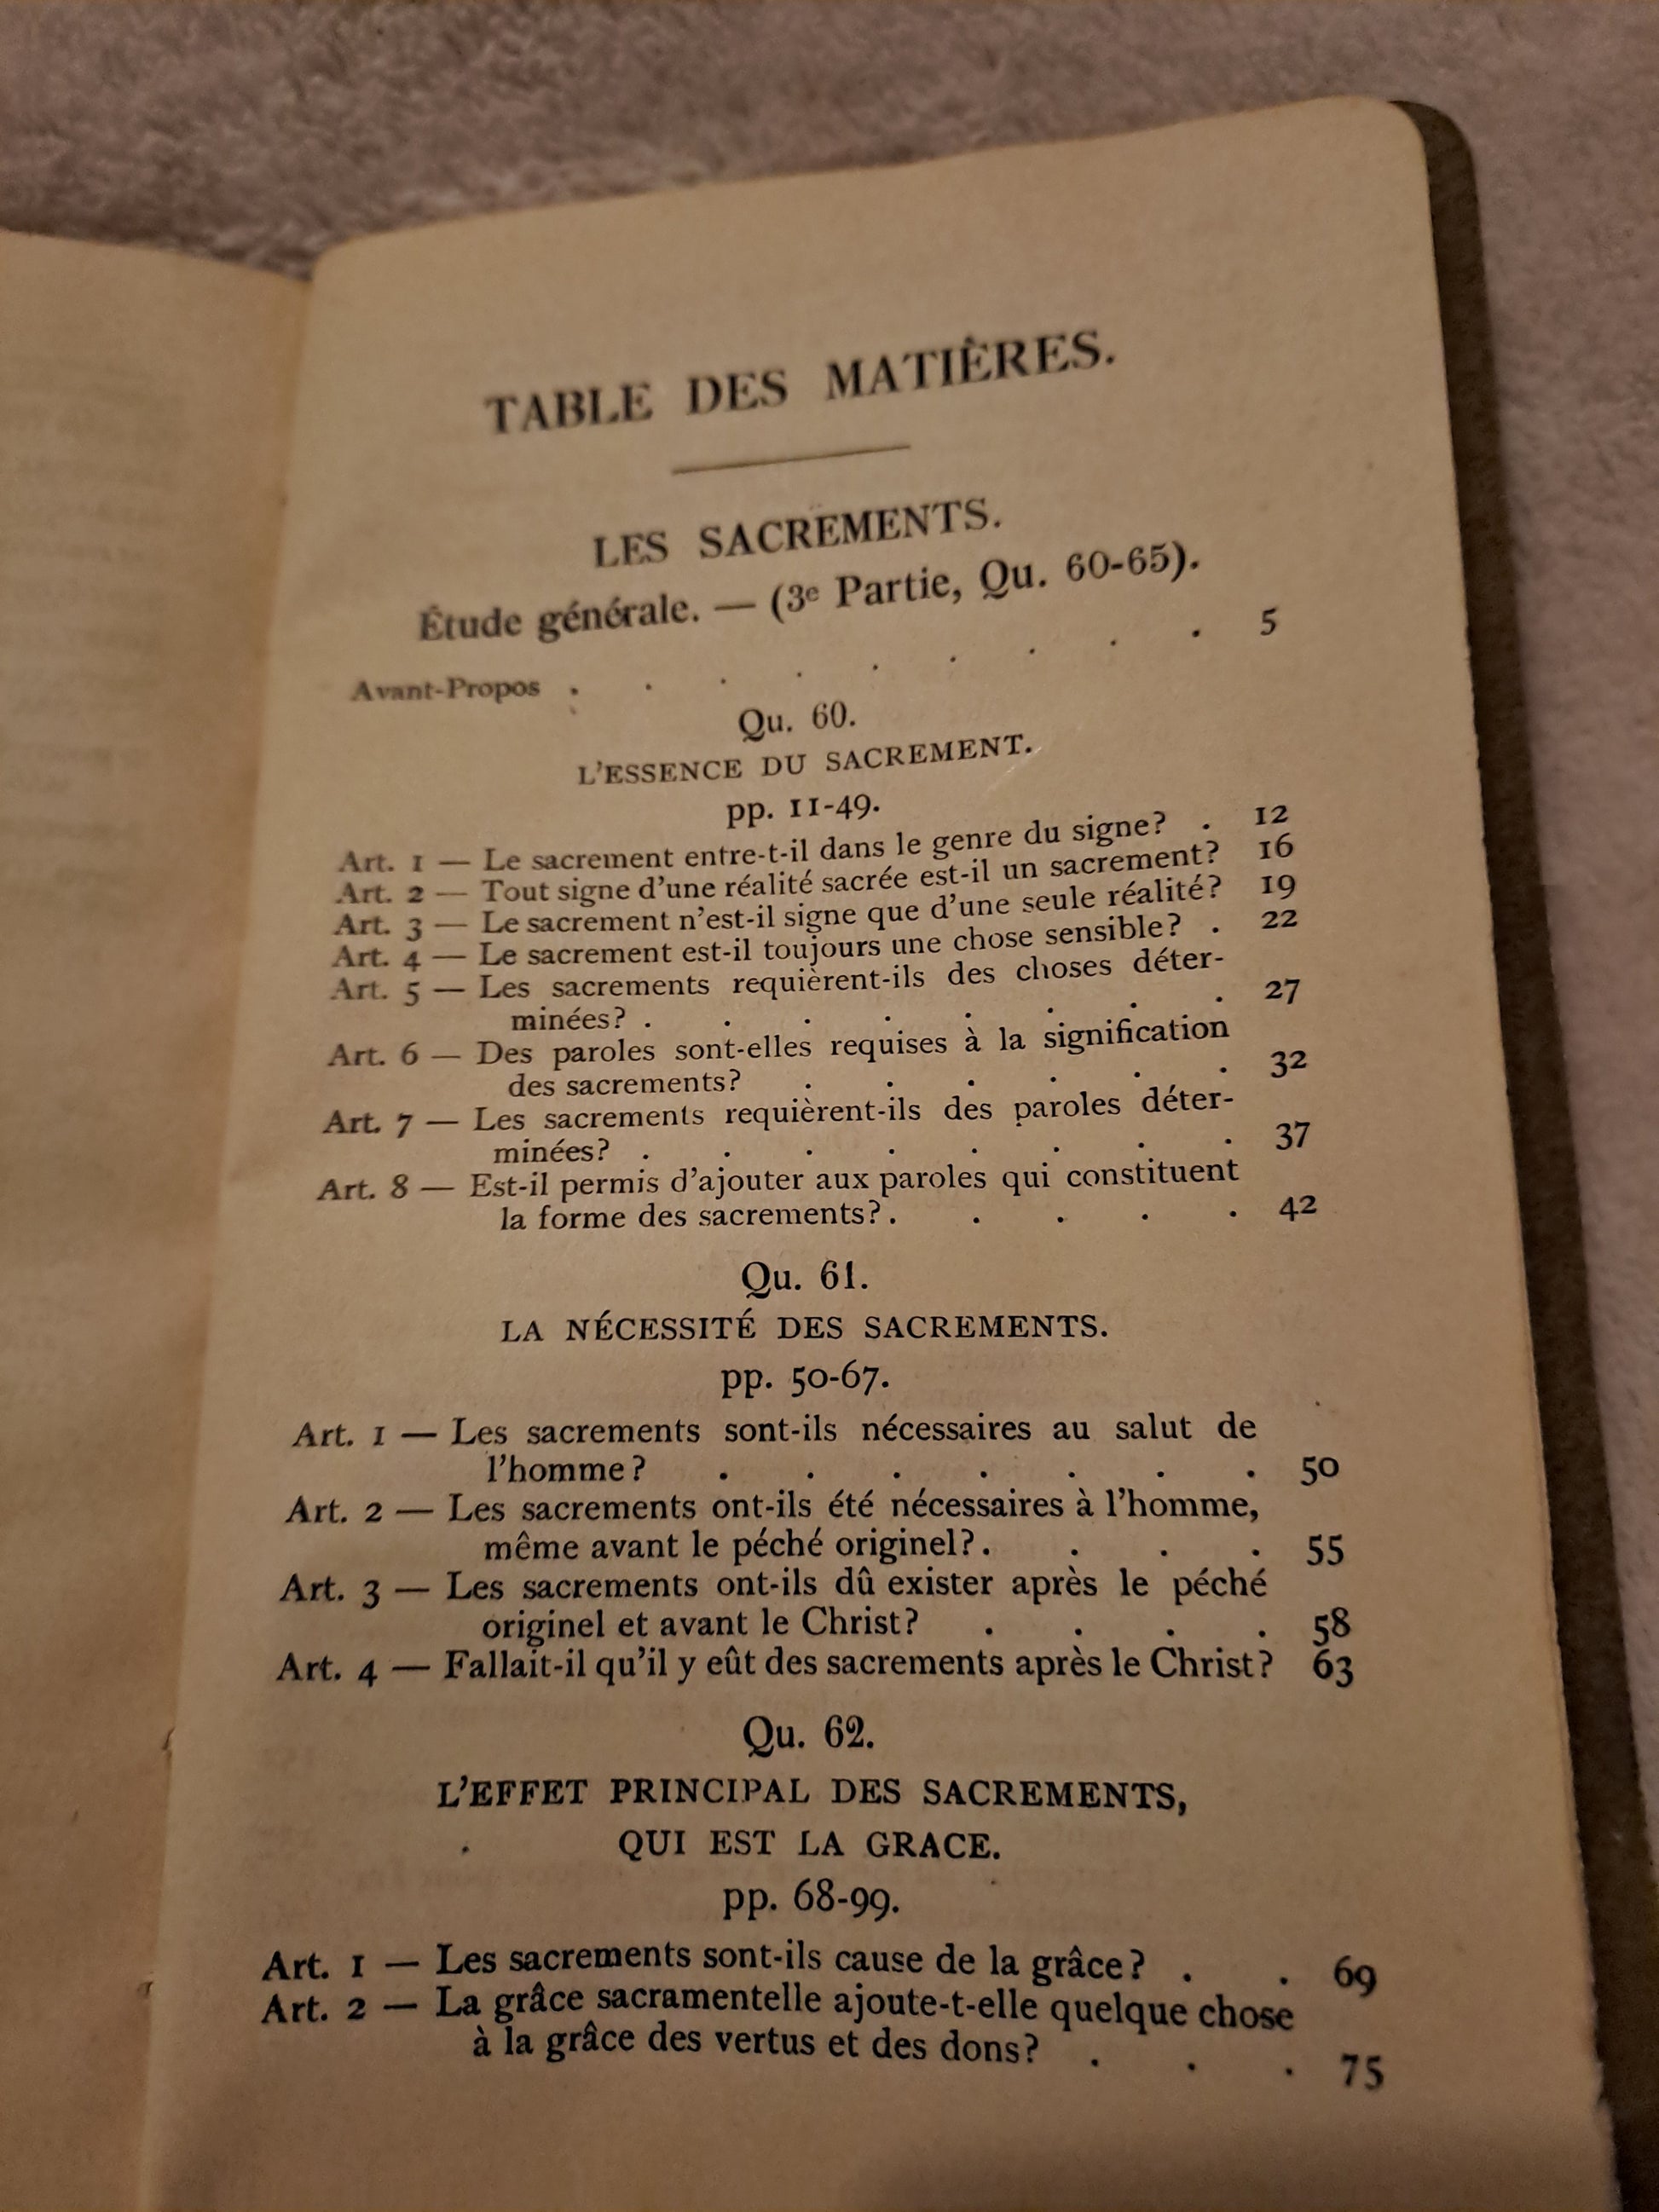 TABLE DES MATIÈRES.
LES SACREMENTS.
Étude générale. — (3e Partie, Qu. 60-65).
Avant-Propos . . . . . . . . . 5
Qu. 60.
L'ESSENCE DU SACREMENT.
pp. 11-49.
Art. 1 — Le sacrement entre-t-il dans le genre du signe? . 12
Art. 2 — Tout signe d'une réalité sacrée est-il un sacrement? 16
Art. 3 — Le sacrement n'est-il signe que d'une seule réalité? 19
Art. 4 — Le sacrement est-il toujours une chose sensible? . 22
Art. 5 — Les sacrements requièrent-ils des choses déter-
minées? . . . . . . . . 27
Art. 6 — Des paroles sont-elles requises à la signification
des sacrements? . . . . . . 32
Art. 7 — Les sacrements requièrent-ils des paroles déter-
minées? . . . . . . . . 37
Art. 8 — Est-il permis d'ajouter aux paroles qui constituent
la forme des sacrements? . . . . . 42
Qu. 61.
LA NÉCESSITÉ DES SACREMENTS.
pp. 50-67.
Art. 1 — Les sacrements sont-ils nécessaires au salut de
l'homme? . . . . . . . 50
Art. 2 — Les sacrements ont-ils été nécessaires à l'homme,
même avant le péché originel? . . . . 55
Art. 3 — Les sacrements ont-ils dû exister après le péché
originel et avant le Christ? . . . . 58
Art. 4 — Fallait-il qu'il y eût des sacrements après le Christ? 63
Qu. 62.
L'EFFET PRINCIPAL DES SACREMENTS,
QUI EST LA GRACE.
pp. 68-99.
Art. 1 — Les sacrements sont-ils cause de la grâce? . . 69
Art. 2 — La grâce sacramentelle ajoute-t-elle quelque chose
à la grâce des vertus et des dons? . . . 75